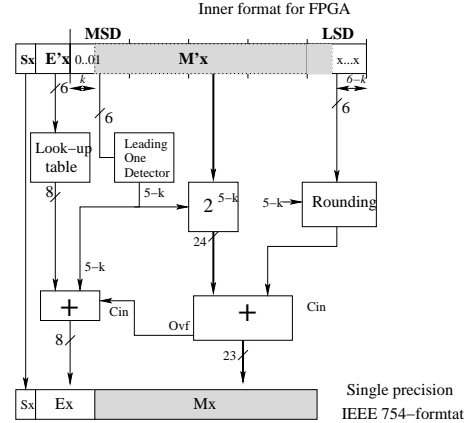 Inner format for FPGA
MSD LSD
Sx E'x 0..01 M'x x...x
k 6-k
6 6 6
Look-up table
Leading One Detector
8 5-k
2 5-k
5-k Rounding
24
5-k
+ Cin
Ovf + Cin
8 23
Sx Ex Mx
Single precision
IEEE 754-formtat